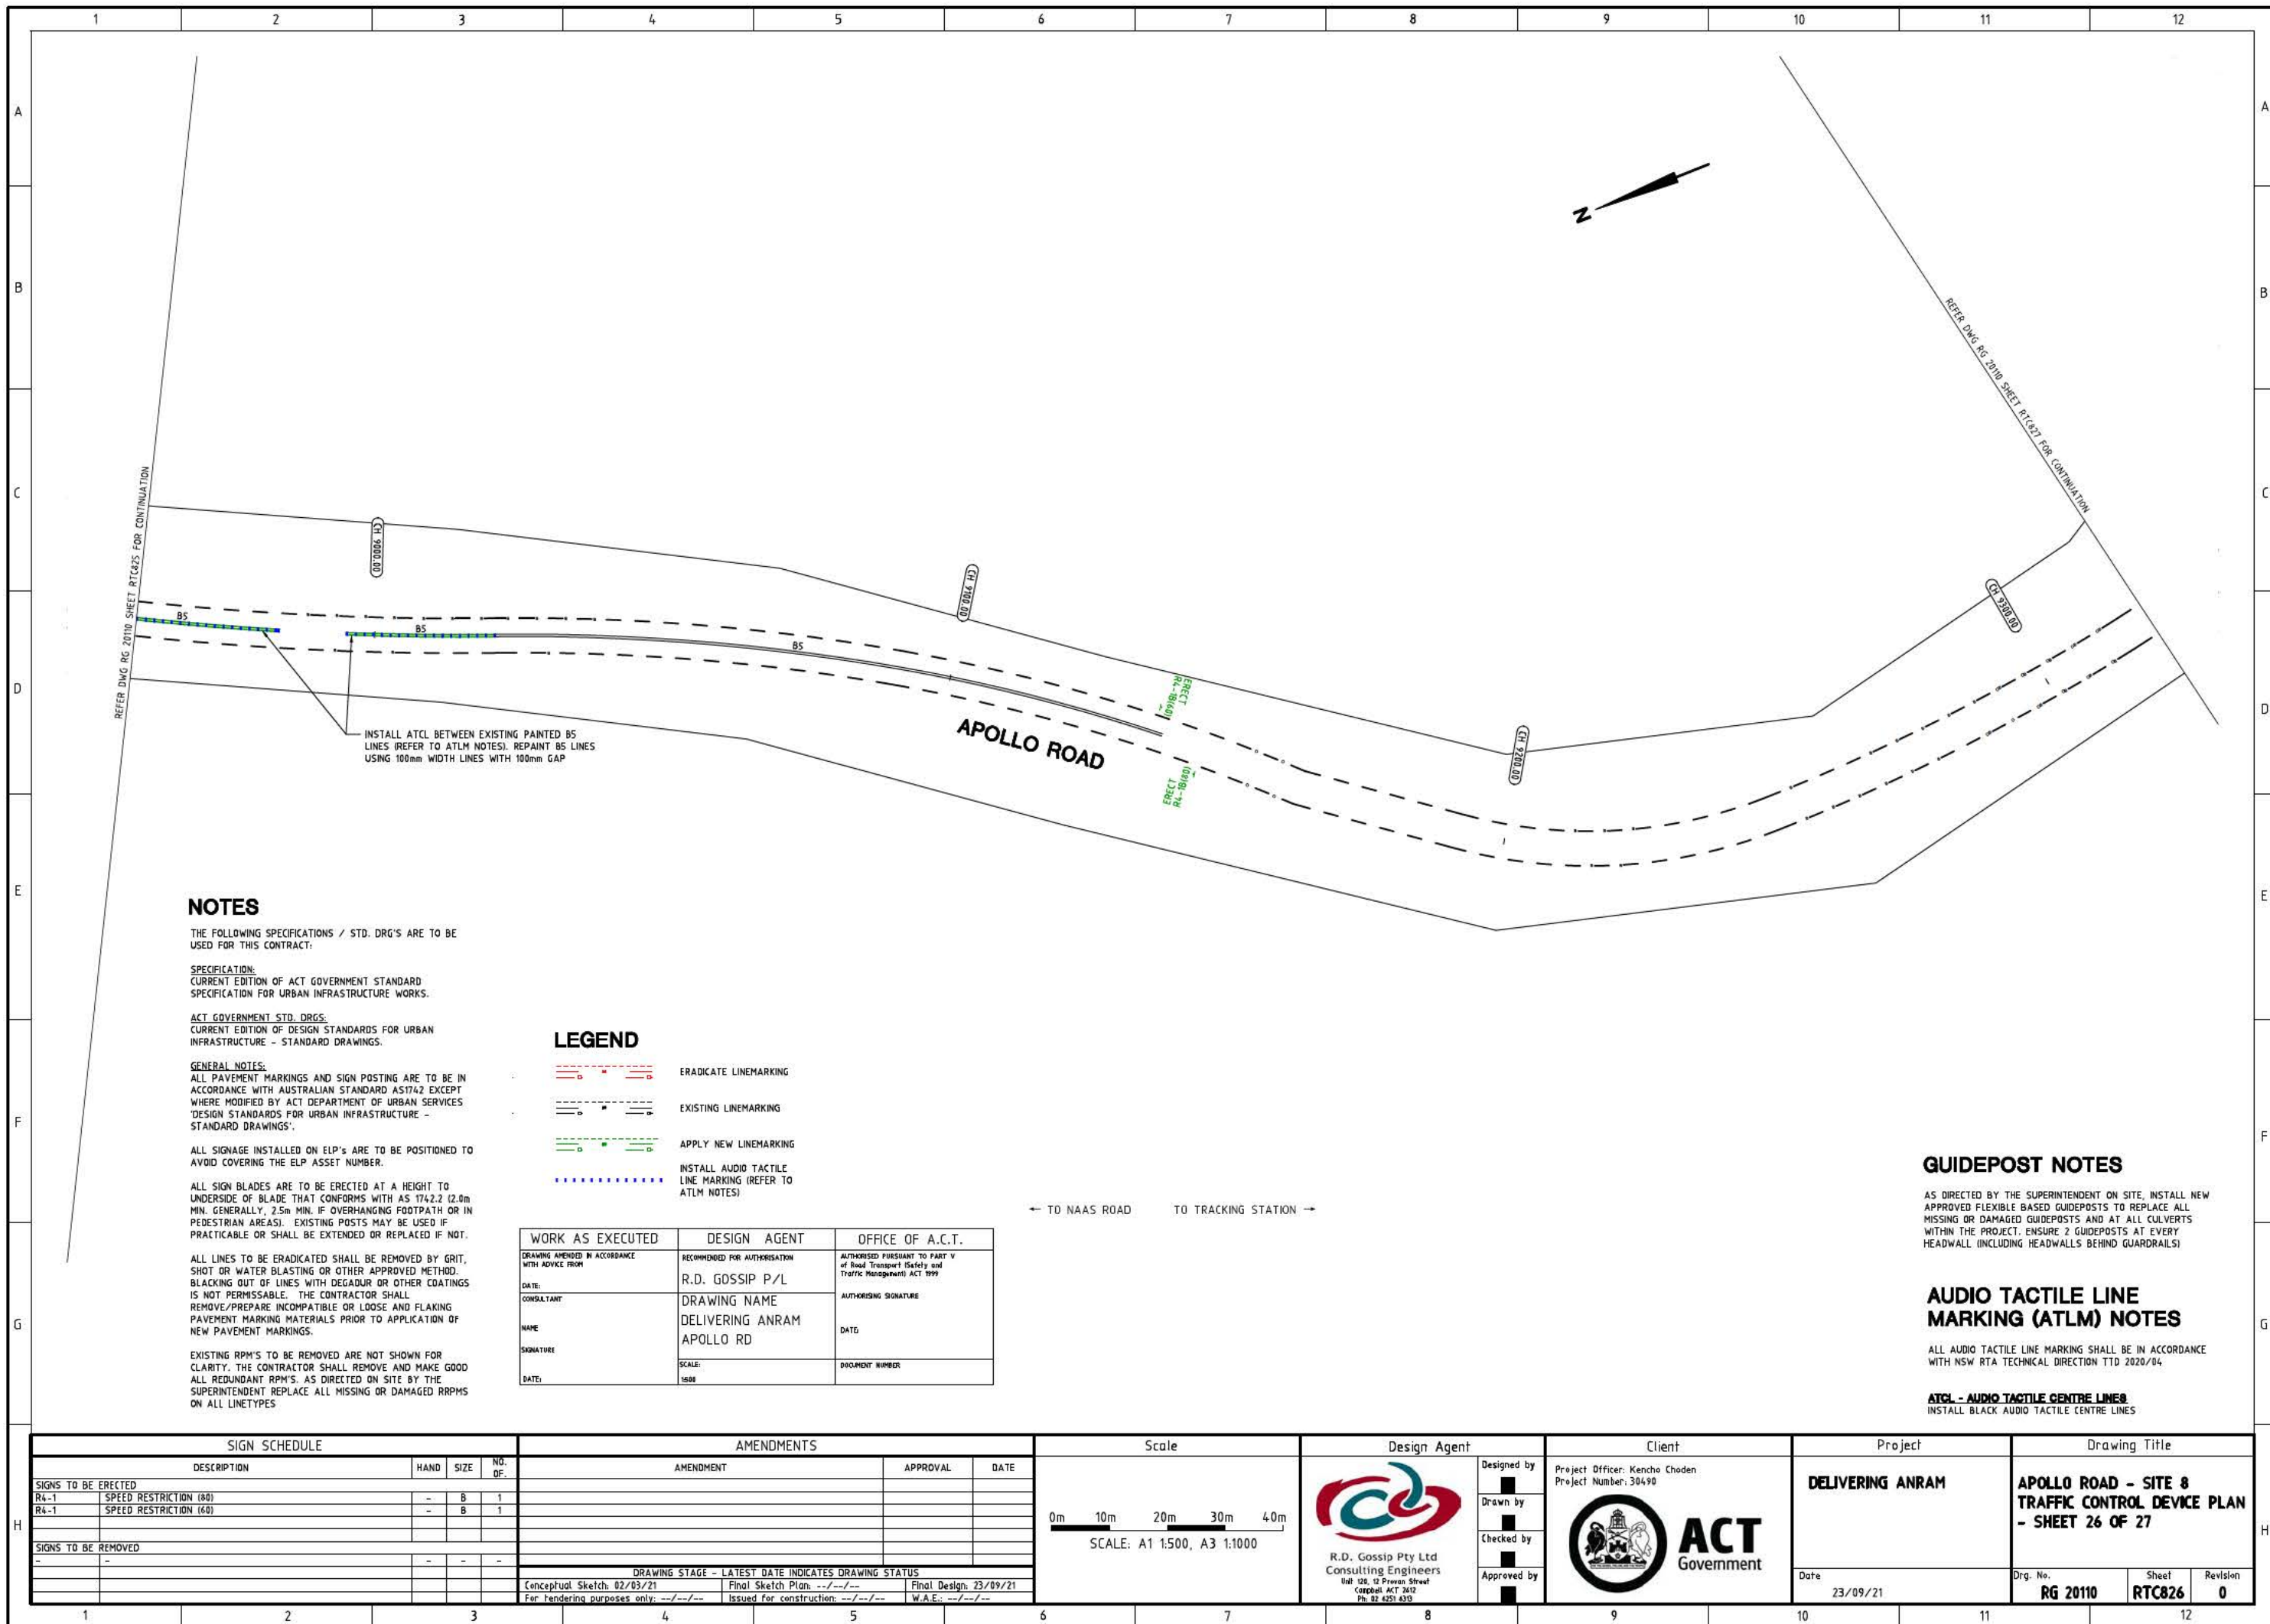 1 2 3 4 5 6 7 8 9 10 11 12
A
B
C
D
E
F
G
H
A
B
C
D
E
F
G
H
REFER DWG RG 20110 SHEET RTC825 FOR CONTINUATION
REFER DWG RG 20110 SHEET RTC827 FOR CONTINUATION
N
CH 9000.00
CH 9100.00
CH 9200.00
CH 9300.00
B5
B5
B5
ERECT
R4-1B(60)
ERECT
R4-1B(80)
APOLLO ROAD
INSTALL ATCL BETWEEN EXISTING PAINTED B5
LINES (REFER TO ATLM NOTES). REPAINT B5 LINES
USING 100mm WIDTH LINES WITH 100mm GAP
NOTES
THE FOLLOWING SPECIFICATIONS / STD. DRG'S ARE TO BE
USED FOR THIS CONTRACT:
SPECIFICATION:
CURRENT EDITION OF ACT GOVERNMENT STANDARD
SPECIFICATION FOR URBAN INFRASTRUCTURE WORKS.
ACT GOVERNMENT STD. DRGS:
CURRENT EDITION OF DESIGN STANDARDS FOR URBAN
INFRASTRUCTURE - STANDARD DRAWINGS.
GENERAL NOTES:
ALL PAVEMENT MARKINGS AND SIGN POSTING ARE TO BE IN
ACCORDANCE WITH AUSTRALIAN STANDARD AS1742 EXCEPT
WHERE MODIFIED BY ACT DEPARTMENT OF URBAN SERVICES
'DESIGN STANDARDS FOR URBAN INFRASTRUCTURE -
STANDARD DRAWINGS'.
ALL SIGNAGE INSTALLED ON ELP's ARE TO BE POSITIONED TO
AVOID COVERING THE ELP ASSET NUMBER.
ALL SIGN BLADES ARE TO BE ERECTED AT A HEIGHT TO
UNDERSIDE OF BLADE THAT CONFORMS WITH AS 1742.2 (2.0m
MIN. GENERALLY, 2.5m MIN. IF OVERHANGING FOOTPATH OR IN
PEDESTRIAN AREAS). EXISTING POSTS MAY BE USED IF
PRACTICABLE OR SHALL BE EXTENDED OR REPLACED IF NOT.
ALL LINES TO BE ERADICATED SHALL BE REMOVED BY GRIT,
SHOT OR WATER BLASTING OR OTHER APPROVED METHOD.
BLACKING OUT OF LINES WITH DEGADUR OR OTHER COATINGS
IS NOT PERMISSABLE. THE CONTRACTOR SHALL
REMOVE/PREPARE INCOMPATIBLE OR LOOSE AND FLAKING
PAVEMENT MARKING MATERIALS PRIOR TO APPLICATION OF
NEW PAVEMENT MARKINGS.
EXISTING RPM'S TO BE REMOVED ARE NOT SHOWN FOR
CLARITY. THE CONTRACTOR SHALL REMOVE AND MAKE GOOD
ALL REDUNDANT RPM'S. AS DIRECTED ON SITE BY THE
SUPERINTENDENT REPLACE ALL MISSING OR DAMAGED RRPMS
ON ALL LINETYPES
LEGEND
ERADICATE LINEMARKING
EXISTING LINEMARKING
APPLY NEW LINEMARKING
INSTALL AUDIO TACTILE
LINE MARKING (REFER TO
ATLM NOTES)
WORK AS EXECUTED
DRAWING AMENDED IN ACCORDANCE
WITH ADVICE FROM
DATE:
CONSULTANT
NAME
SIGNATURE
DATE:
DESIGN AGENT
RECOMMENDED FOR AUTHORISATION
R.D. GOSSIP P/L
DRAWING NAME
DELIVERING ANRAM
APOLLO RD
SCALE:
1:500
OFFICE OF A.C.T.
AUTHORISED PURSUANT TO PART V
of Road Transport (Safety and
Traffic Management) ACT 1999
AUTHORISING SIGNATURE
DATE:
DOCUMENT NUMBER
← TO NAAS ROAD TO TRACKING STATION →
GUIDEPOST NOTES
AS DIRECTED BY THE SUPERINTENDENT ON SITE, INSTALL NEW
APPROVED FLEXIBLE BASED GUIDEPOSTS TO REPLACE ALL
MISSING OR DAMAGED GUIDEPOSTS AND AT ALL CULVERTS
WITHIN THE PROJECT. ENSURE 2 GUIDEPOSTS AT EVERY
HEADWALL (INCLUDING HEADWALLS BEHIND GUARDRAILS)
AUDIO TACTILE LINE
MARKING (ATLM) NOTES
ALL AUDIO TACTILE LINE MARKING SHALL BE IN ACCORDANCE
WITH NSW RTA TECHNICAL DIRECTION TTD 2020/04
ATCL - AUDIO TACTILE CENTRE LINES
INSTALL BLACK AUDIO TACTILE CENTRE LINES
SIGN SCHEDULE
DESCRIPTION HAND SIZE NO. OF.
SIGNS TO BE ERECTED
R4-1 SPEED RESTRICTION (80) - B 1
R4-1 SPEED RESTRICTION (60) - B 1
SIGNS TO BE REMOVED
- - - - -
AMENDMENTS
AMENDMENT APPROVAL DATE
DRAWING STAGE - LATEST DATE INDICATES DRAWING STATUS
Conceptual Sketch: 02/03/21 Final Sketch Plan: --/--/-- Final Design: 23/09/21
For tendering purposes only: --/--/-- Issued for construction: --/--/-- W.A.E.: --/--/--
Scale
0m 10m 20m 30m 40m
SCALE: A1 1:500, A3 1:1000
Design Agent
R.D. Gossip Pty Ltd
Consulting Engineers
Unit 120, 12 Provan Street
Campbell ACT 2612
Ph: 02 6251 6313
Designed by
Drawn by
Checked by
Approved by
Client
Project Officer: Kencho Choden
Project Number: 30490
ACT
Government
Project
DELIVERING ANRAM
Date
23/09/21
Drawing Title
APOLLO ROAD - SITE 8
TRAFFIC CONTROL DEVICE PLAN
- SHEET 26 OF 27
Drg. No. Sheet Revision
RG 20110 RTC826 0
1 2 3 4 5 6 7 8 9 10 11 12